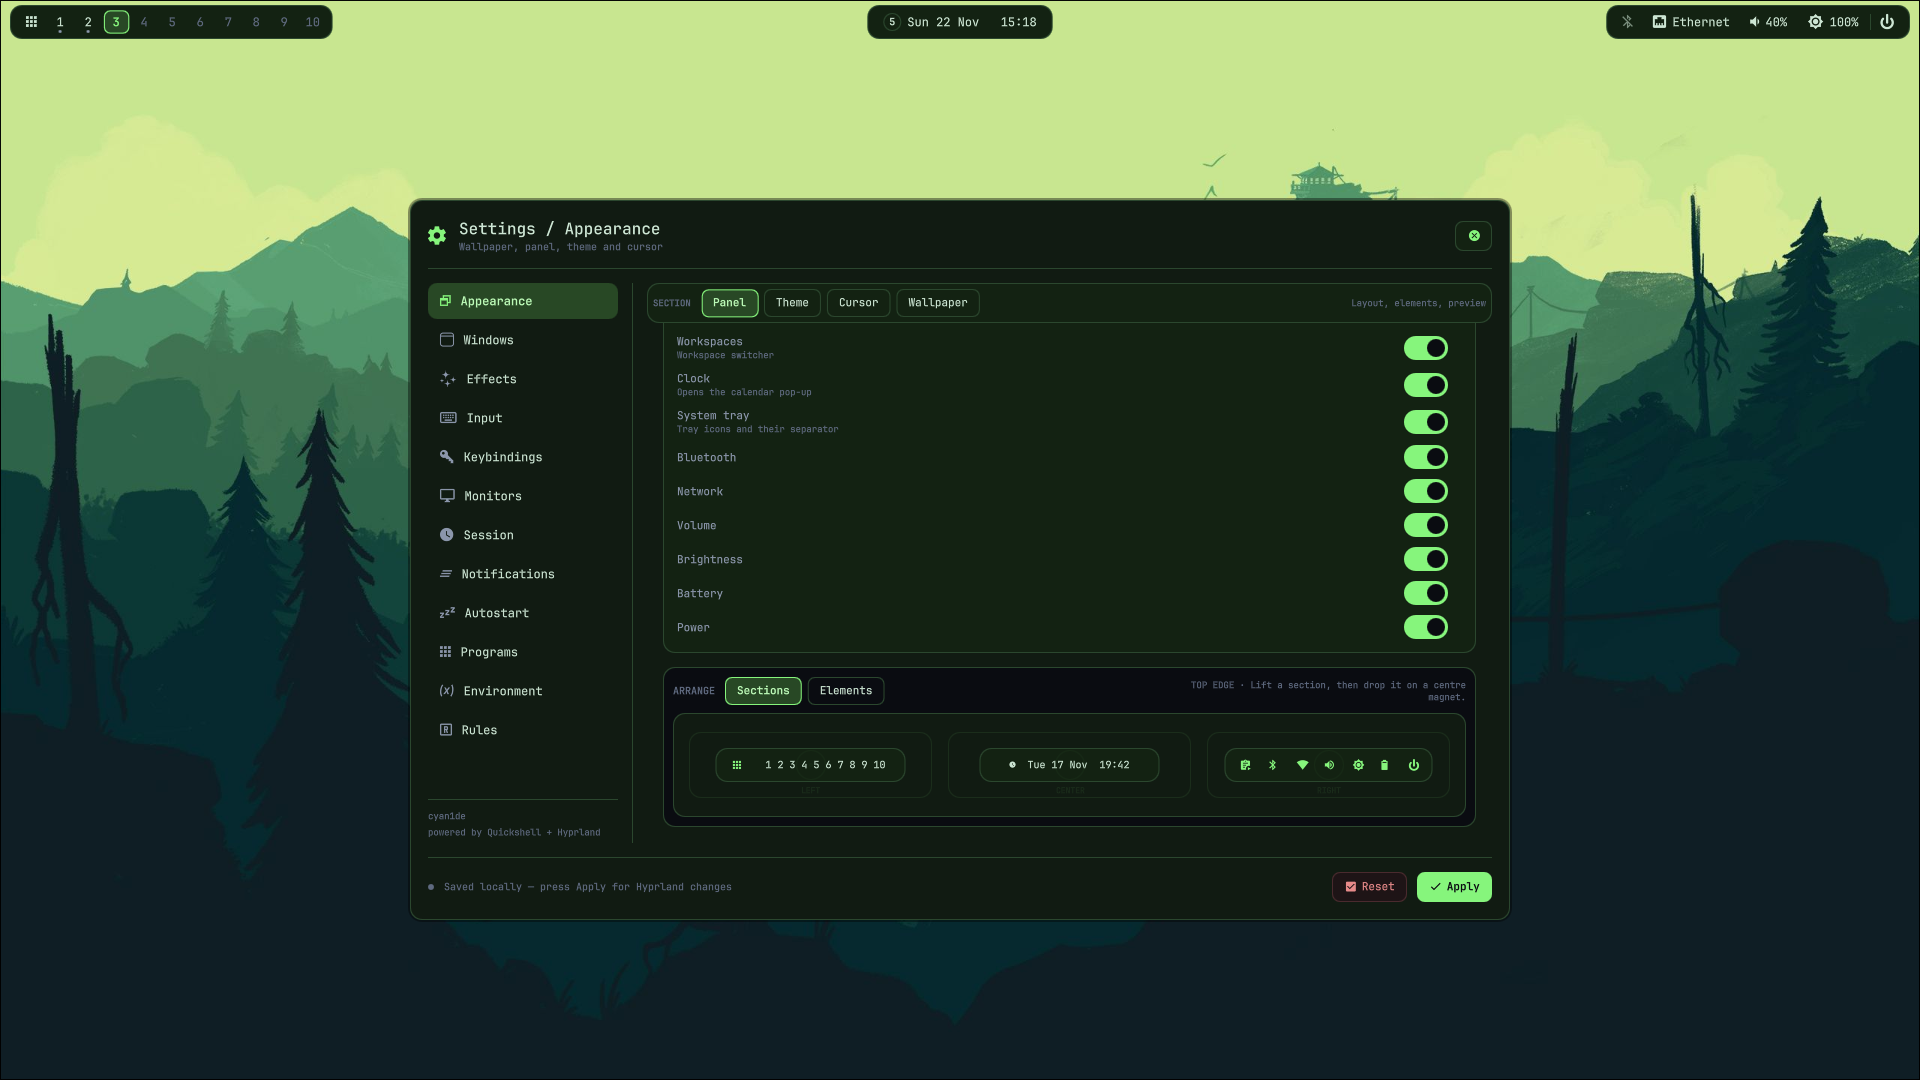 1 2 3 4 5 6 7 8 9 10
5 Sun 22 Nov 15:18
Ethernet 40% 100%
Settings / Appearance
Wallpaper, panel, theme and cursor
Appearance
Windows
Effects
Input
Keybindings
Monitors
Session
Notifications
Autostart
Programs
Environment
Rules
cyan1de
powered by Quickshell + Hyprland
SECTION Panel Theme Cursor Wallpaper Layout, elements, preview
Workspaces
Workspace switcher
Clock
Opens the calendar pop-up
System tray
Tray icons and their separator
Bluetooth
Network
Volume
Brightness
Battery
Power
ARRANGE Sections Elements
TOP EDGE · Lift a section, then drop it on a centre
magnet.
1 2 3 4 5 6 7 8 9 10
LEFT
Tue 17 Nov 19:42
CENTER
RIGHT
Saved locally — press Apply for Hyprland changes
Reset
Apply